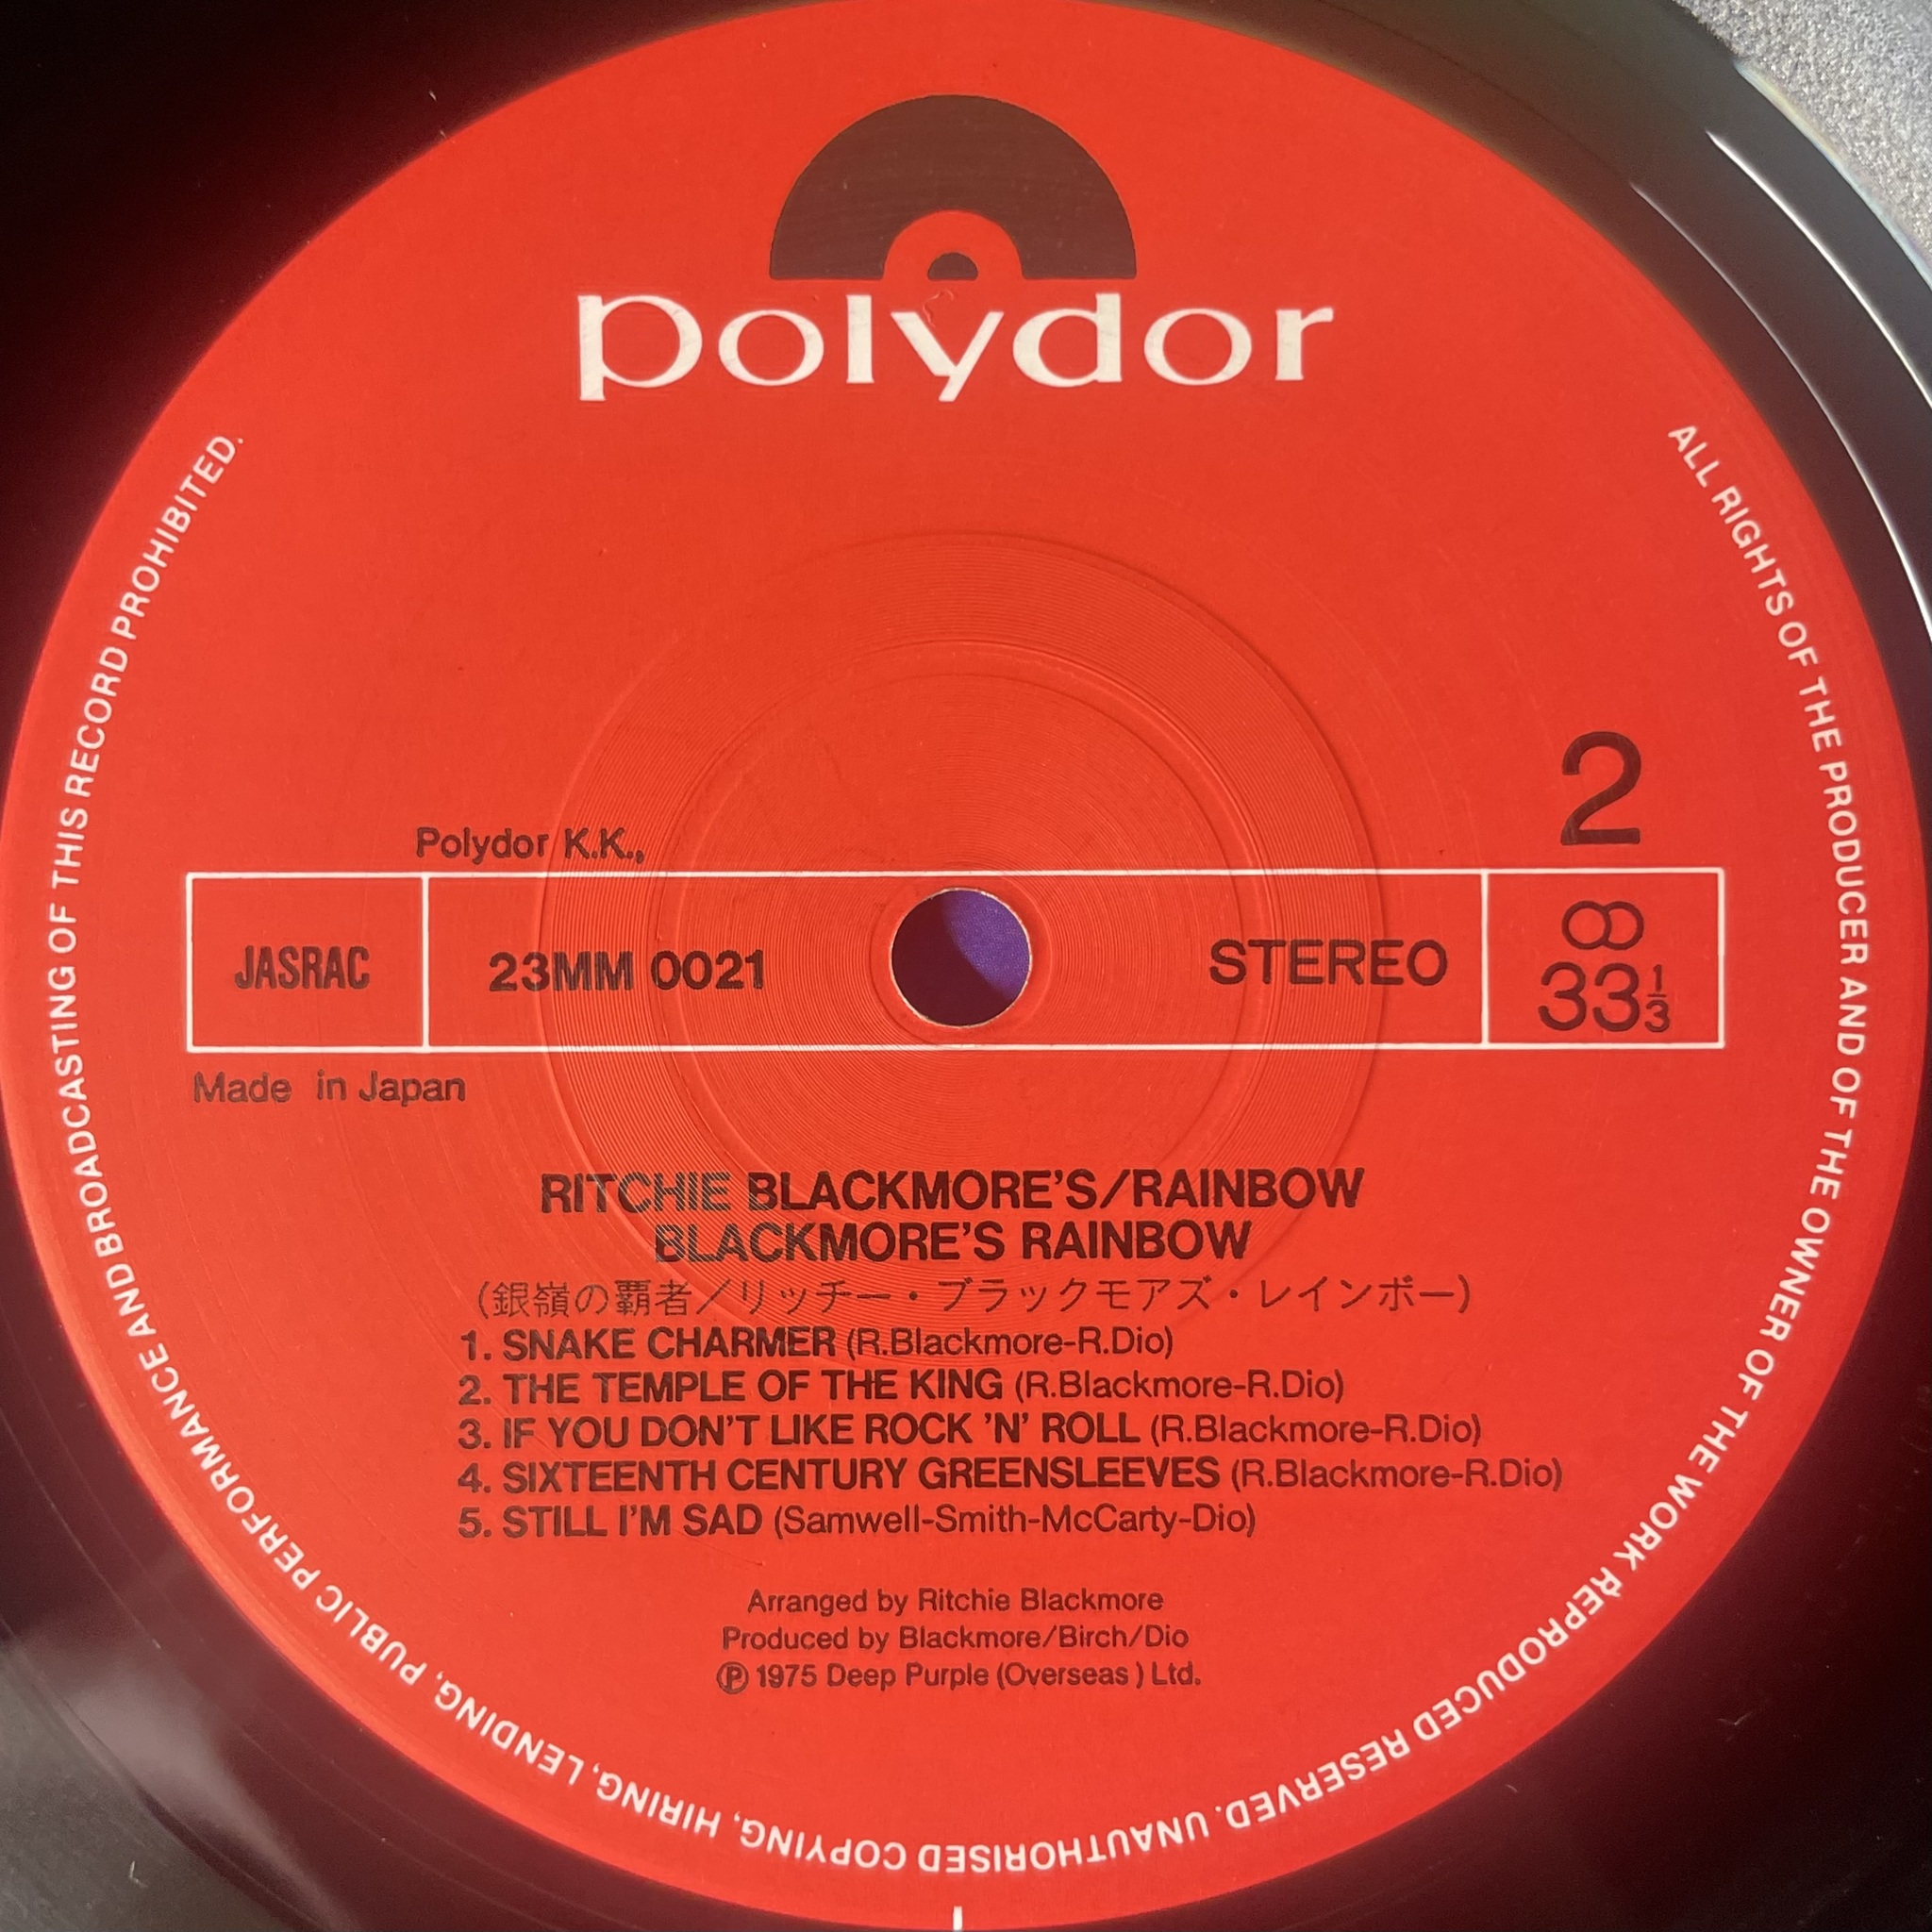 polydor
ALL RIGHTS OF THE PRODUCER AND OF THE OWNER OF THE WORK REPRODUCED RESERVED. UNAUTHORISED COPYING, HIRING, LENDING, PUBLIC PERFORMANCE AND BROADCASTING OF THIS RECORD PROHIBITED.
2
Polydor K.K.,
JASRAC 23MM 0021 STEREO 33 1/3
Made in Japan
RITCHIE BLACKMORE'S/RAINBOW
BLACKMORE'S RAINBOW
(銀嶺の覇者/リッチー・ブラックモアズ・レインボー)
1. SNAKE CHARMER (R.Blackmore-R.Dio)
2. THE TEMPLE OF THE KING (R.Blackmore-R.Dio)
3. IF YOU DON'T LIKE ROCK 'N' ROLL (R.Blackmore-R.Dio)
4. SIXTEENTH CENTURY GREENSLEEVES (R.Blackmore-R.Dio)
5. STILL I'M SAD (Samwell-Smith-McCarty-Dio)
Arranged by Ritchie Blackmore
Produced by Blackmore/Birch/Dio
Ⓟ 1975 Deep Purple (Overseas) Ltd.